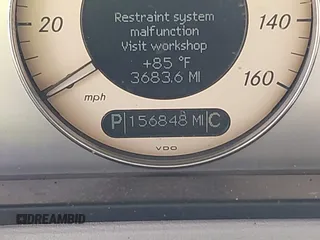 Restraint system
malfunction
Visit workshop
+85 °F
3683.6 MI
20
140
160
mph
P 156848 MI C
VDO
DREAMBID